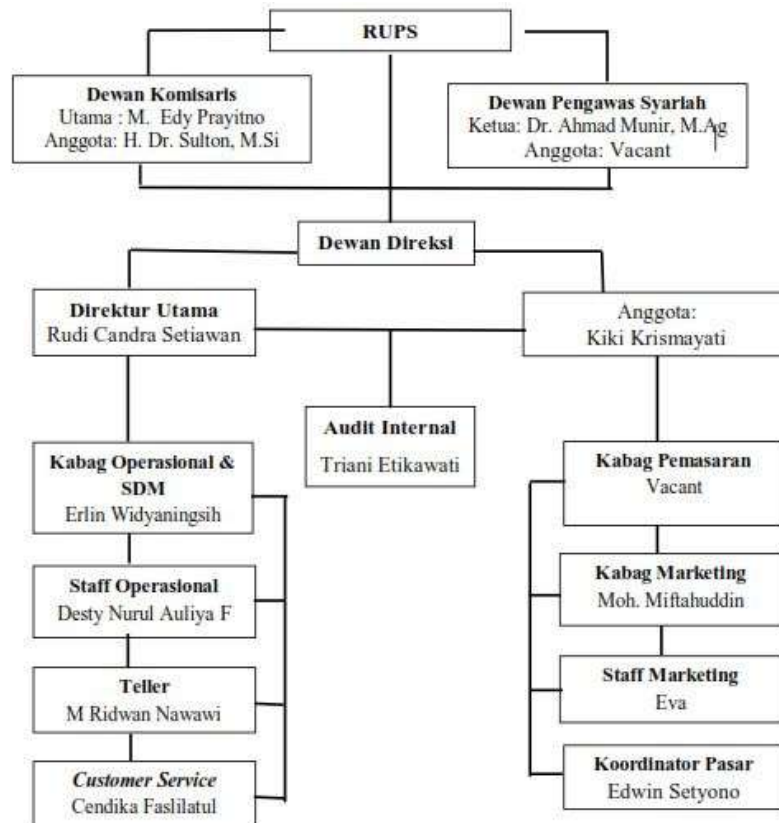 RUPS
Dewan Komisaris
Utama : M. Edy Prayitno
Anggota: H. Dr. Sulton, M.Si
Dewan Pengawas Syariah
Ketua: Dr. Ahmad Munir, M.Ag
Anggota: Vacant
Dewan Direksi
Direktur Utama
Rudi Candra Setiawan
Anggota:
Kiki Krismayati
Audit Internal
Triani Etikawati
Kabag Operasional &
SDM
Erlin Widyaningsih
Kabag Pemasaran
Vacant
Staff Operasional
Desty Nurul Auliya F
Kabag Marketing
Moh. Miftahuddin
Teller
M Ridwan Nawawi
Staff Marketing
Eva
Customer Service
Cendika Faslilatul
Koordinator Pasar
Edwin Setyono